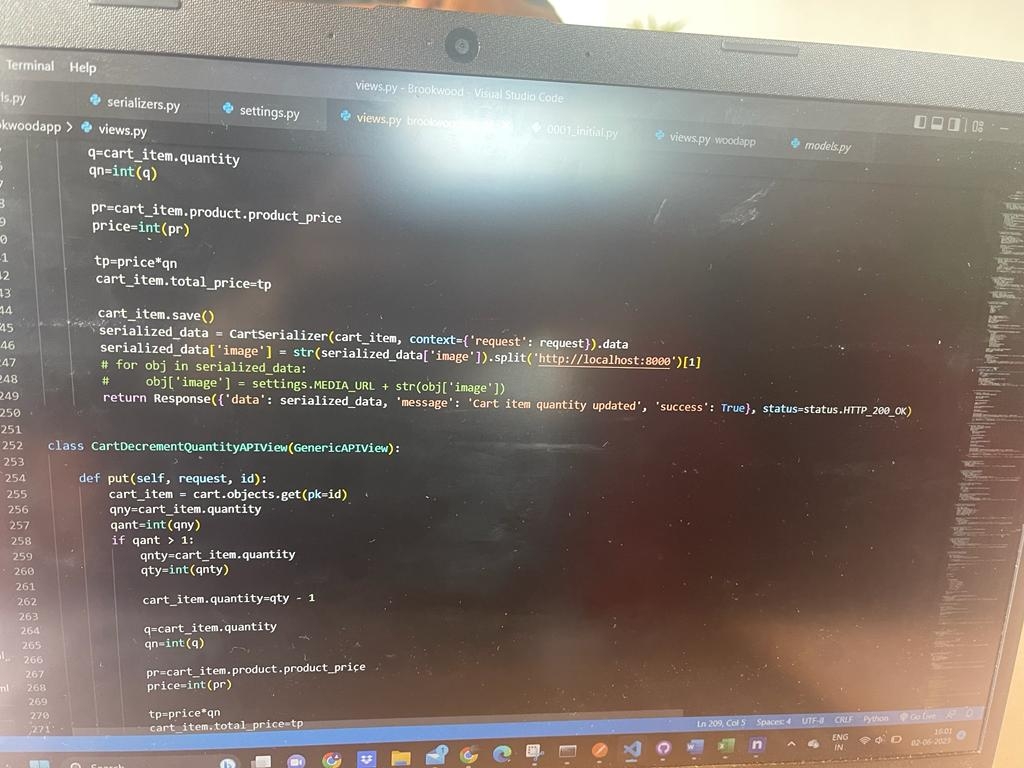 Terminal Help
views.py - Brookwood - Visual Studio Code
ls.py serializers.py settings.py views.py 0001_initial.py views.py woodapp models.py
kwoodapp > views.py
q=cart_item.quantity
qn=int(q)
pr=cart_item.product.product_price
price=int(pr)
tp=price*qn
cart_item.total_price=tp
cart_item.save()
45 serialized_data = CartSerializer(cart_item, context={'request': request}).data
46 serialized_data['image'] = str(serialized_data['image']).split('http://localhost:8000')[1]
247 # for obj in serialized_data:
248 # obj['image'] = settings.MEDIA_URL + str(obj['image'])
249 return Response({'data': serialized_data, 'message': 'Cart item quantity updated', 'success': True}, status=status.HTTP_200_OK)
250
251
252 class CartDecrementQuantityAPIView(GenericAPIView):
253
254 def put(self, request, id):
255 cart_item = cart.objects.get(pk=id)
256 qny=cart_item.quantity
257 qant=int(qny)
258 if qant > 1:
259 qnty=cart_item.quantity
260 qty=int(qnty)
261
262 cart_item.quantity=qty - 1
263
264 q=cart_item.quantity
265 qn=int(q)
266
267 pr=cart_item.product.product_price
268 price=int(pr)
269
270 tp=price*qn
271 cart_item.total_price=tp
Ln 209, Col 5 Spaces: 4 UTF-8 CRLF Python Go Live
Search
ENG
IN
16:01
02-06-2023